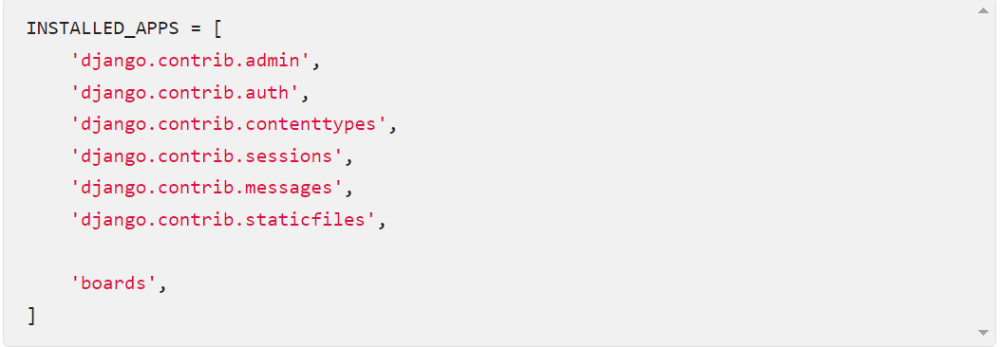 INSTALLED_APPS = [
    'django.contrib.admin',
    'django.contrib.auth',
    'django.contrib.contenttypes',
    'django.contrib.sessions',
    'django.contrib.messages',
    'django.contrib.staticfiles',

    'boards',
]